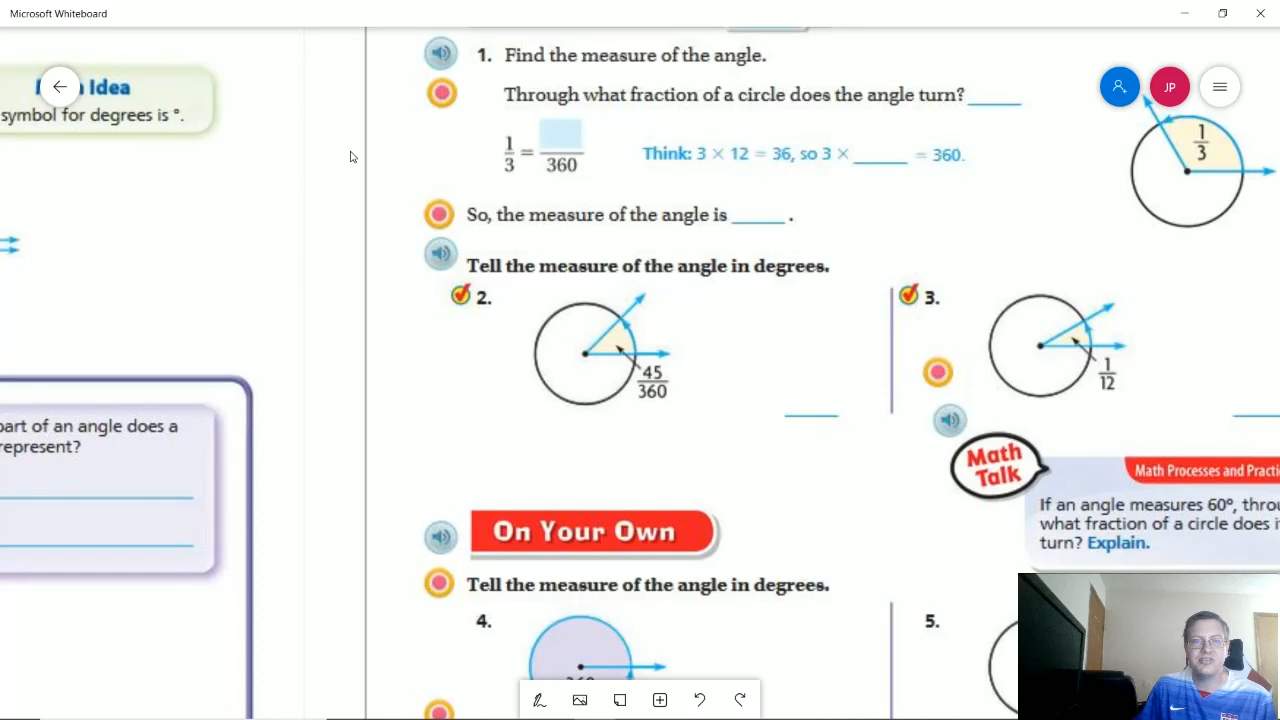 Microsoft Whiteboard
Idea
symbol for degrees is °.
part of an angle does a
represent?
1. Find the measure of the angle.
Through what fraction of a circle does the angle turn?
1/3 = /360
Think: 3 × 12 = 36, so 3 × = 360.
1/3
So, the measure of the angle is .
Tell the measure of the angle in degrees.
2.
45/360
3.
1/12
Math
Talk
Math Processes and Practi
If an angle measures 60°, throu
what fraction of a circle does i
turn? Explain.
On Your Own
Tell the measure of the angle in degrees.
4.
5.
JP